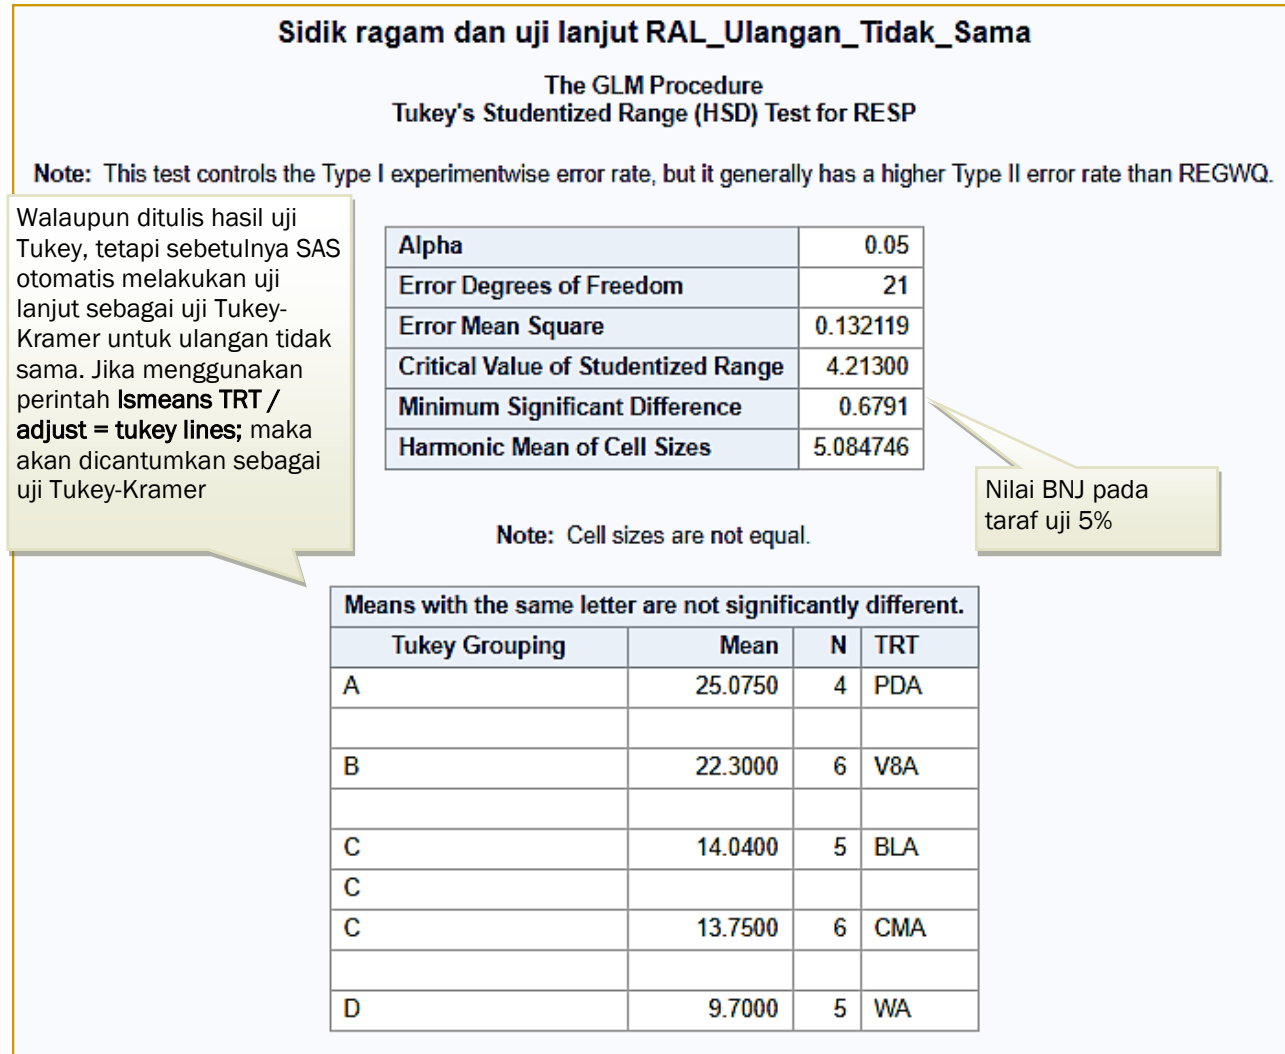 Sidik ragam dan uji lanjut RAL_Ulangan_Tidak_Sama
The GLM Procedure
Tukey's Studentized Range (HSD) Test for RESP
Note: This test controls the Type I experimentwise error rate, but it generally has a higher Type II error rate than REGWQ.
Walaupun ditulis hasil uji
Tukey, tetapi sebetulnya SAS
otomatis melakukan uji
lanjut sebagai uji Tukey-
Kramer untuk ulangan tidak
sama. Jika menggunakan
perintah lsmeans TRT /
adjust = tukey lines; maka
akan dicantumkan sebagai
uji Tukey-Kramer
Alpha 0.05
Error Degrees of Freedom 21
Error Mean Square 0.132119
Critical Value of Studentized Range 4.21300
Minimum Significant Difference 0.6791
Harmonic Mean of Cell Sizes 5.084746
Nilai BNJ pada
taraf uji 5%
Note: Cell sizes are not equal.
Means with the same letter are not significantly different.
Tukey Grouping Mean N TRT
A 25.0750 4 PDA
B 22.3000 6 V8A
C 14.0400 5 BLA
C
C 13.7500 6 CMA
D 9.7000 5 WA